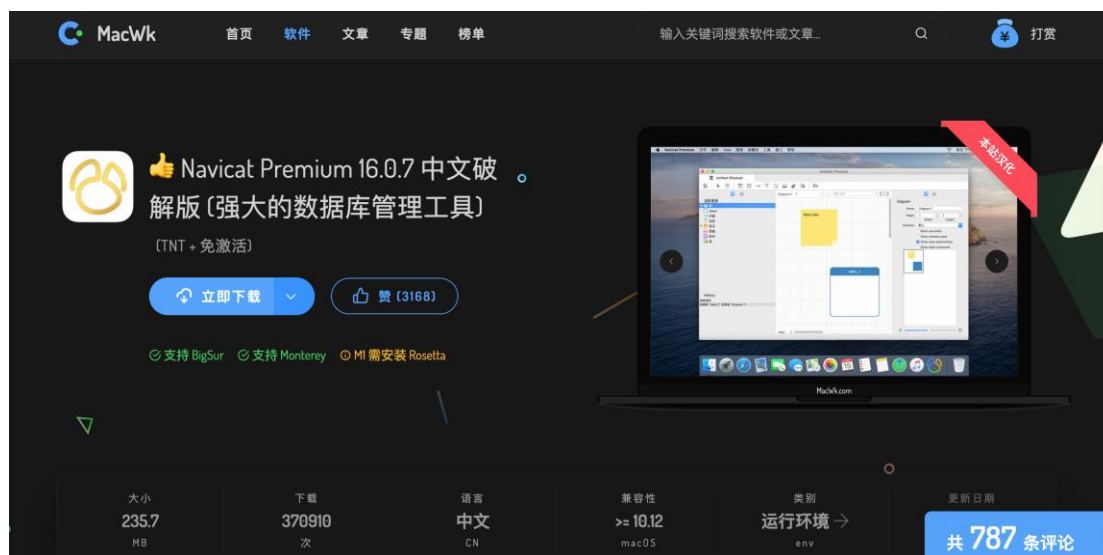 MacWk 首页 软件 文章 专题 榜单 输入关键词搜索软件或文章... 打赏
👍 Navicat Premium 16.0.7 中文破
解版 (强大的数据库管理工具)
(TNT + 免激活)
立即下载 赞 (3168)
支持 BigSur 支持 Monterey M1 需安装 Rosetta
本站汉化
MacWk.com
大小 下载 语言 兼容性 类别 更新日期
235.7 370910 中文 >= 10.12 运行环境 →
MB 次 CN macOS env
共 787 条评论